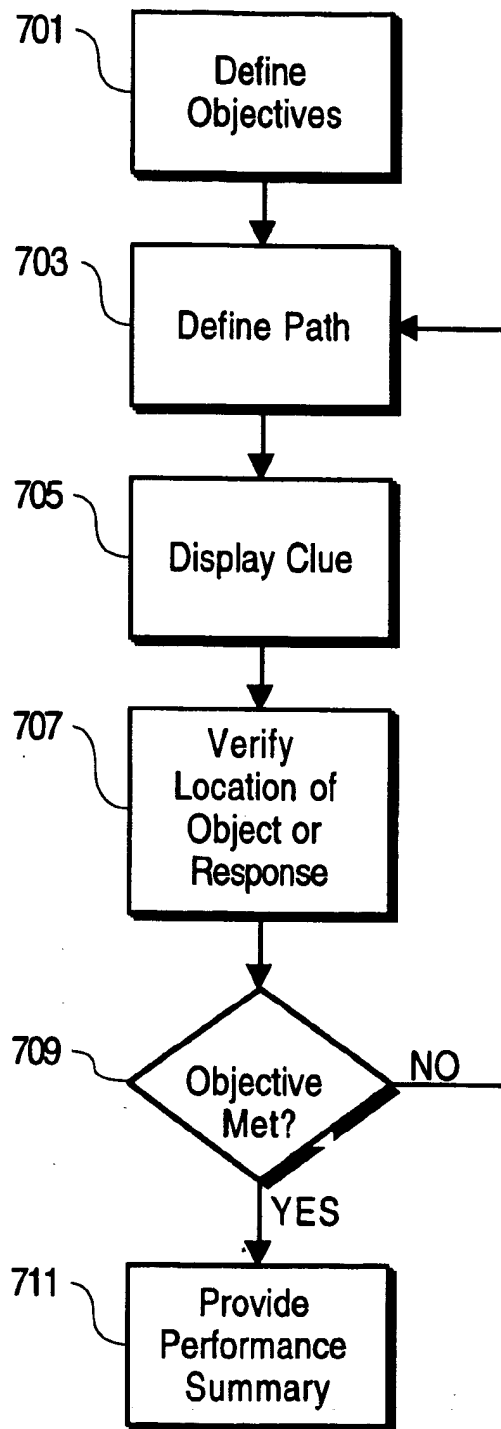 701
Define
Objectives
703
Define Path
705
Display Clue
707
Verify
Location of
Object or
Response
709
Objective
Met?
NO
YES
711
Provide
Performance
Summary